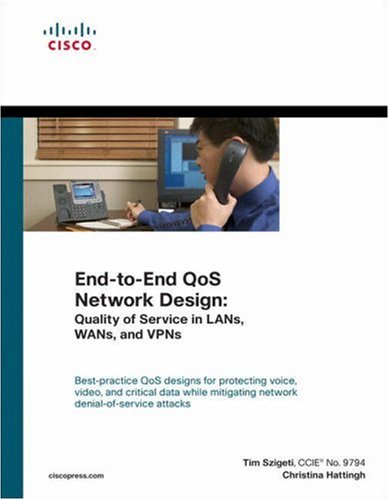 CISCO
End-to-End QoS
Network Design:
Quality of Service in LANs,
WANs, and VPNs
Best-practice QoS designs for protecting voice,
video, and critical data while mitigating network
denial-of-service attacks
Tim Szigeti, CCIE® No. 9794
ciscopress.com
Christina Hattingh